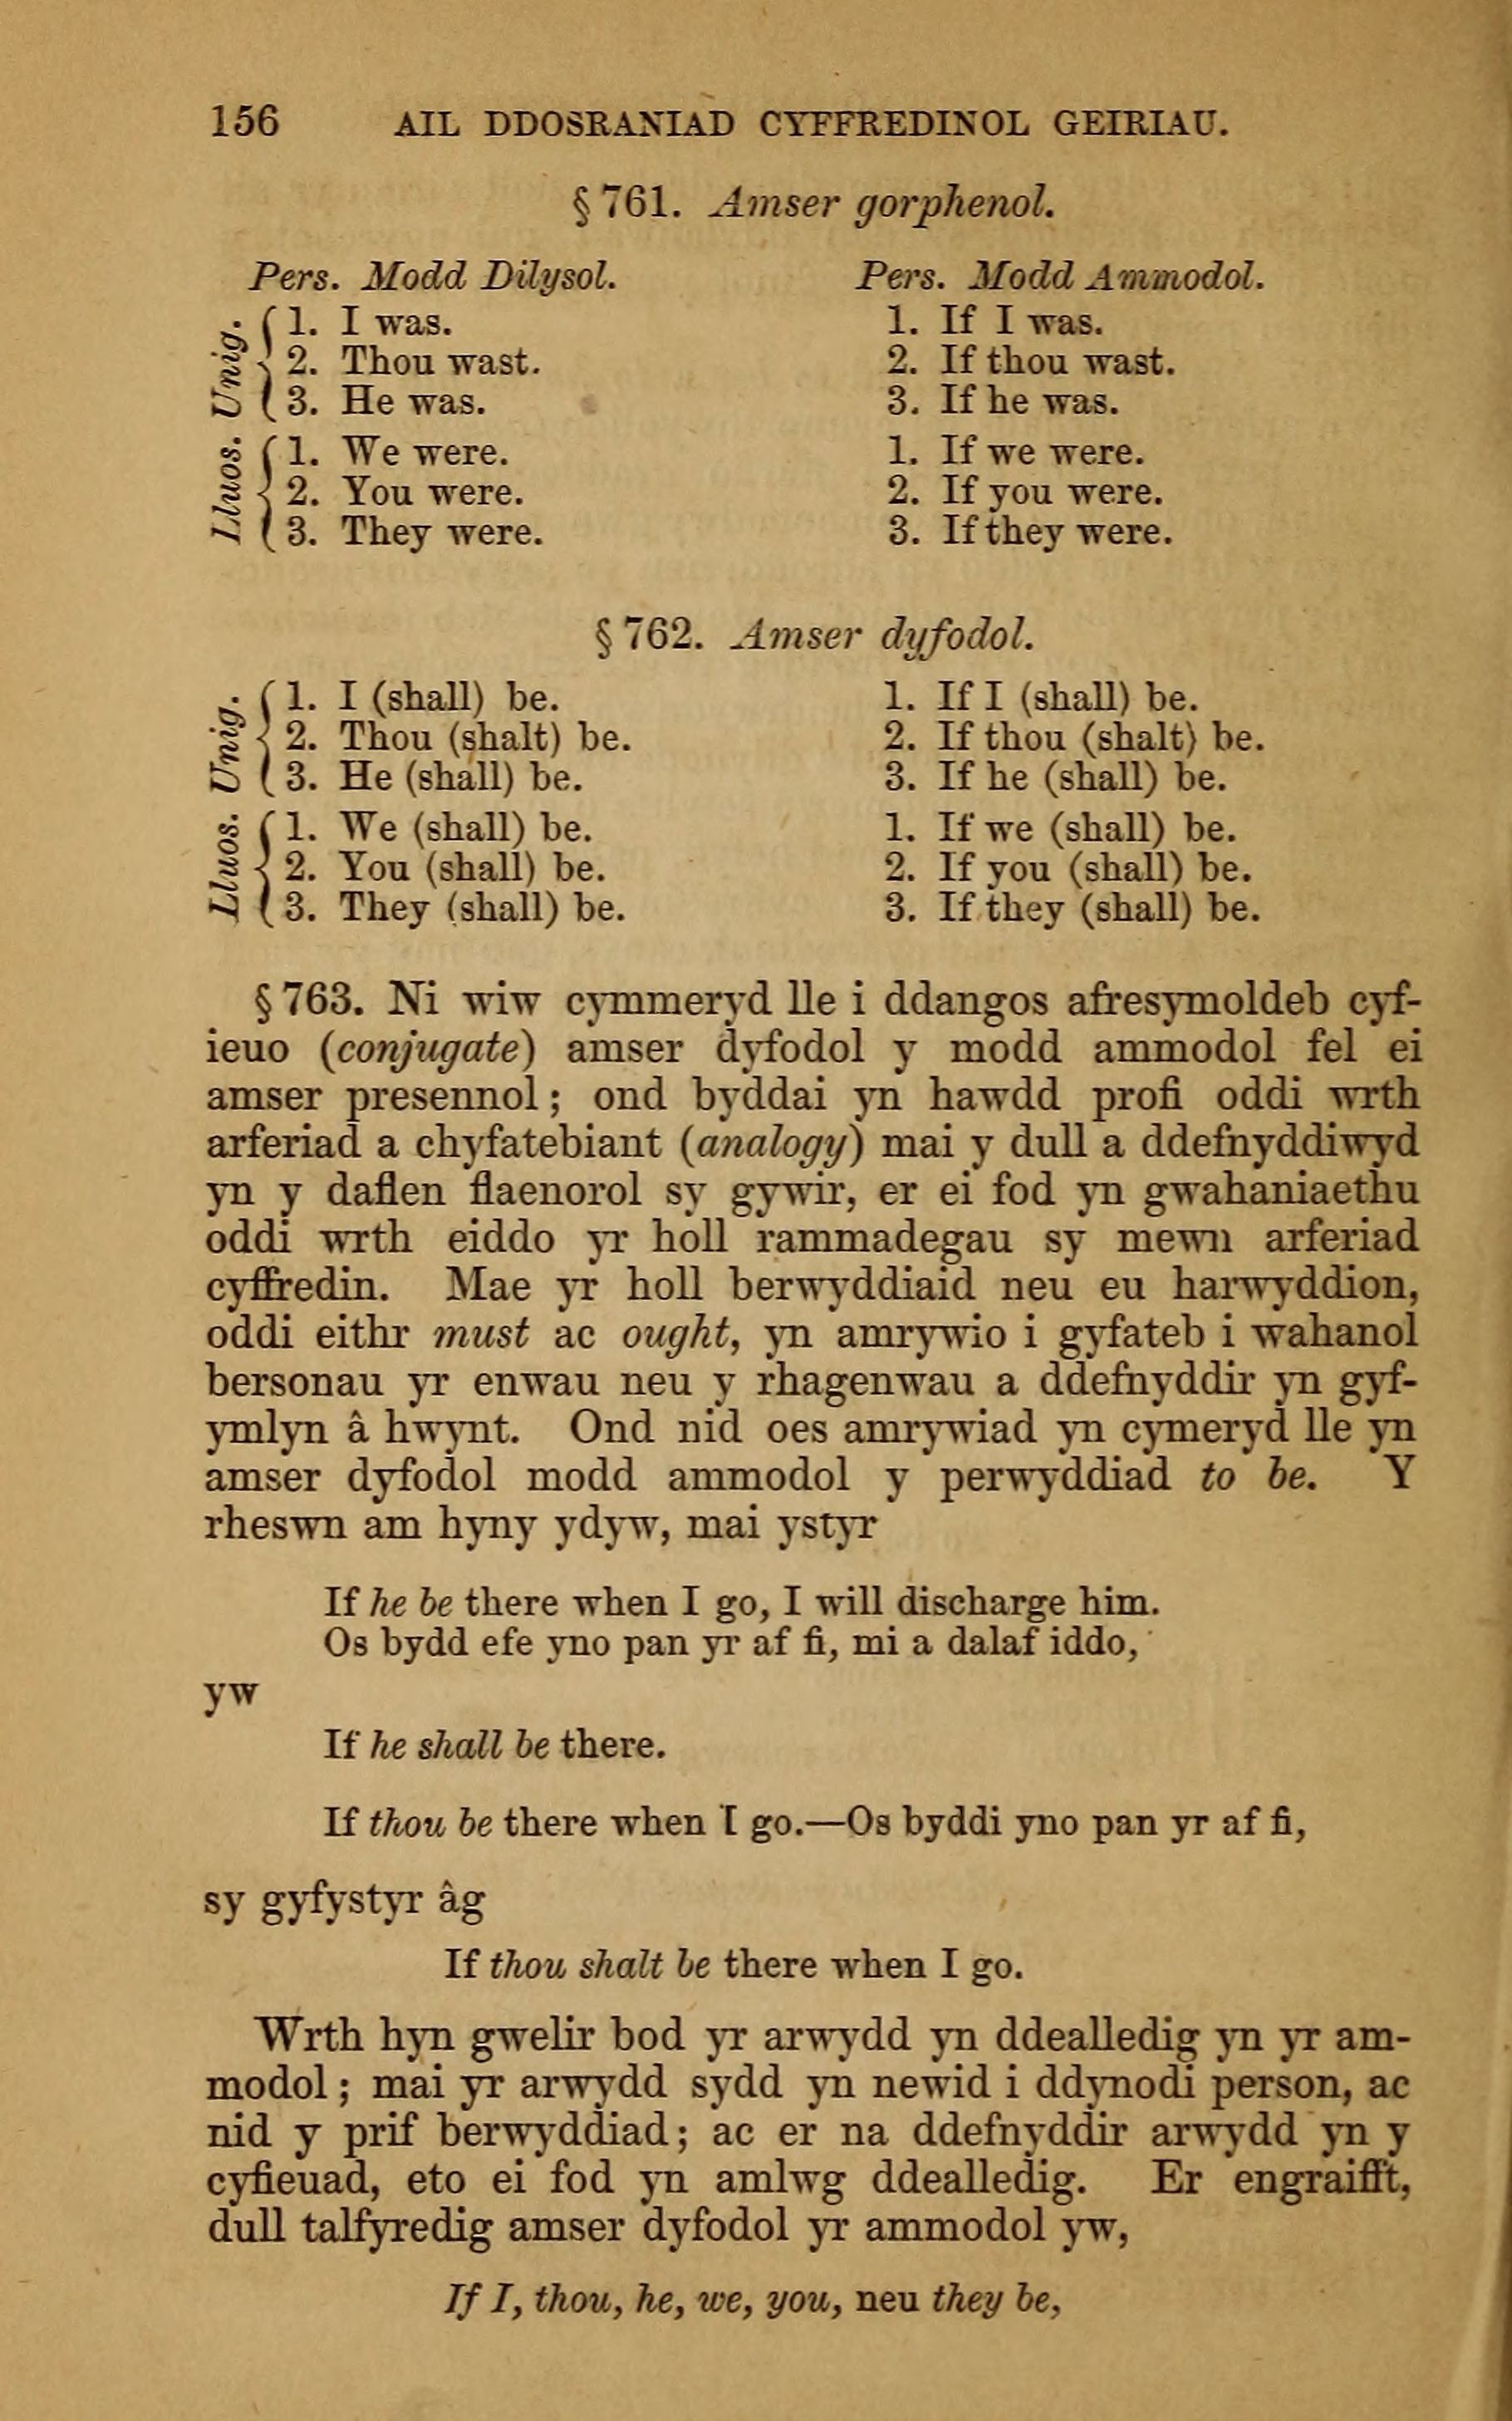 156 AIL DDOSRANIAD CYFFREDINOL GEIRIAU.
§ 761. Amser gorphenol.
Pers. Modd Dilysol. Pers. Modd Ammodol.
Unig.
1. I was. 1. If I was.
2. Thou wast. 2. If thou wast.
3. He was. 3. If he was.
Lluos.
1. We were. 1. If we were.
2. You were. 2. If you were.
3. They were. 3. If they were.
§ 762. Amser dyfodol.
Unig.
1. I (shall) be. 1. If I (shall) be.
2. Thou (shalt) be. 2. If thou (shalt) be.
3. He (shall) be. 3. If he (shall) be.
Lluos.
1. We (shall) be. 1. If we (shall) be.
2. You (shall) be. 2. If you (shall) be.
3. They (shall) be. 3. If they (shall) be.
§ 763. Ni wiw cymmeryd lle i ddangos afresymoldeb cyf-
ieuo (conjugate) amser dyfodol y modd ammodol fel ei
amser presennol; ond byddai yn hawdd profi oddi wrth
arferiad a chyfatebiant (analogy) mai y dull a ddefnyddiwyd
yn y daflen flaenorol sy gywir, er ei fod yn gwahaniaethu
oddi wrth eiddo yr holl rammadegau sy mewn arferiad
cyffredin. Mae yr holl berwyddiaid neu eu harwyddion,
oddi eithr must ac ought, yn amrywio i gyfateb i wahanol
bersonau yr enwau neu y rhagenwau a ddefnyddir yn gyf-
ymlyn â hwynt. Ond nid oes amrywiad yn cymeryd lle yn
amser dyfodol modd ammodol y perwyddiad to be. Y
rheswn am hyny ydyw, mai ystyr
If he be there when I go, I will discharge him.
Os bydd efe yno pan yr af fi, mi a dalaf iddo,
yw
If he shall be there.
If thou be there when I go.—Os byddi yno pan yr af fi,
sy gyfystyr âg
If thou shalt be there when I go.
Wrth hyn gwelir bod yr arwydd yn ddealledig yn yr am-
modol; mai yr arwydd sydd yn newid i ddynodi person, ac
nid y prif berwyddiad; ac er na ddefnyddir arwydd yn y
cyfieuad, eto ei fod yn amlwg ddealledig. Er engraifft,
dull talfyredig amser dyfodol yr ammodol yw,
If I, thou, he, we, you, neu they be,